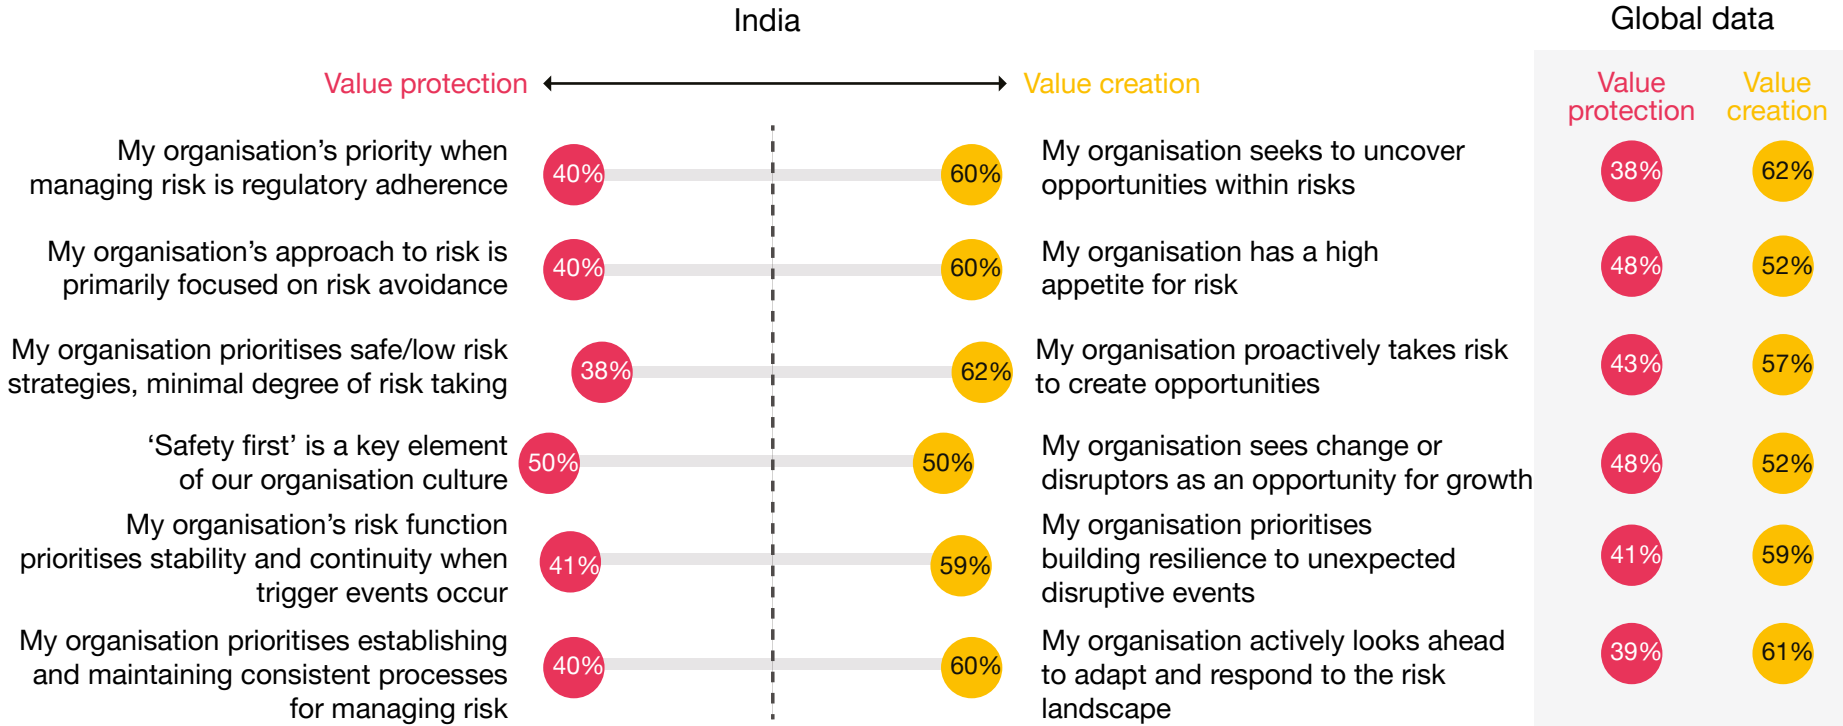 India
Global data
Value protection
Value creation
Value
protection
Value
creation
My organisation’s priority when
managing risk is regulatory adherence
40%
60%
My organisation seeks to uncover
opportunities within risks
38%
62%
My organisation’s approach to risk is
primarily focused on risk avoidance
40%
60%
My organisation has a high
appetite for risk
48%
52%
My organisation prioritises safe/low risk
strategies, minimal degree of risk taking
38%
62%
My organisation proactively takes risk
to create opportunities
43%
57%
‘Safety first’ is a key element
of our organisation culture
50%
50%
My organisation sees change or
disruptors as an opportunity for growth
48%
52%
My organisation’s risk function
prioritises stability and continuity when
trigger events occur
41%
59%
My organisation prioritises
building resilience to unexpected
disruptive events
41%
59%
My organisation prioritises establishing
and maintaining consistent processes
for managing risk
40%
60%
My organisation actively looks ahead
to adapt and respond to the risk
landscape
39%
61%